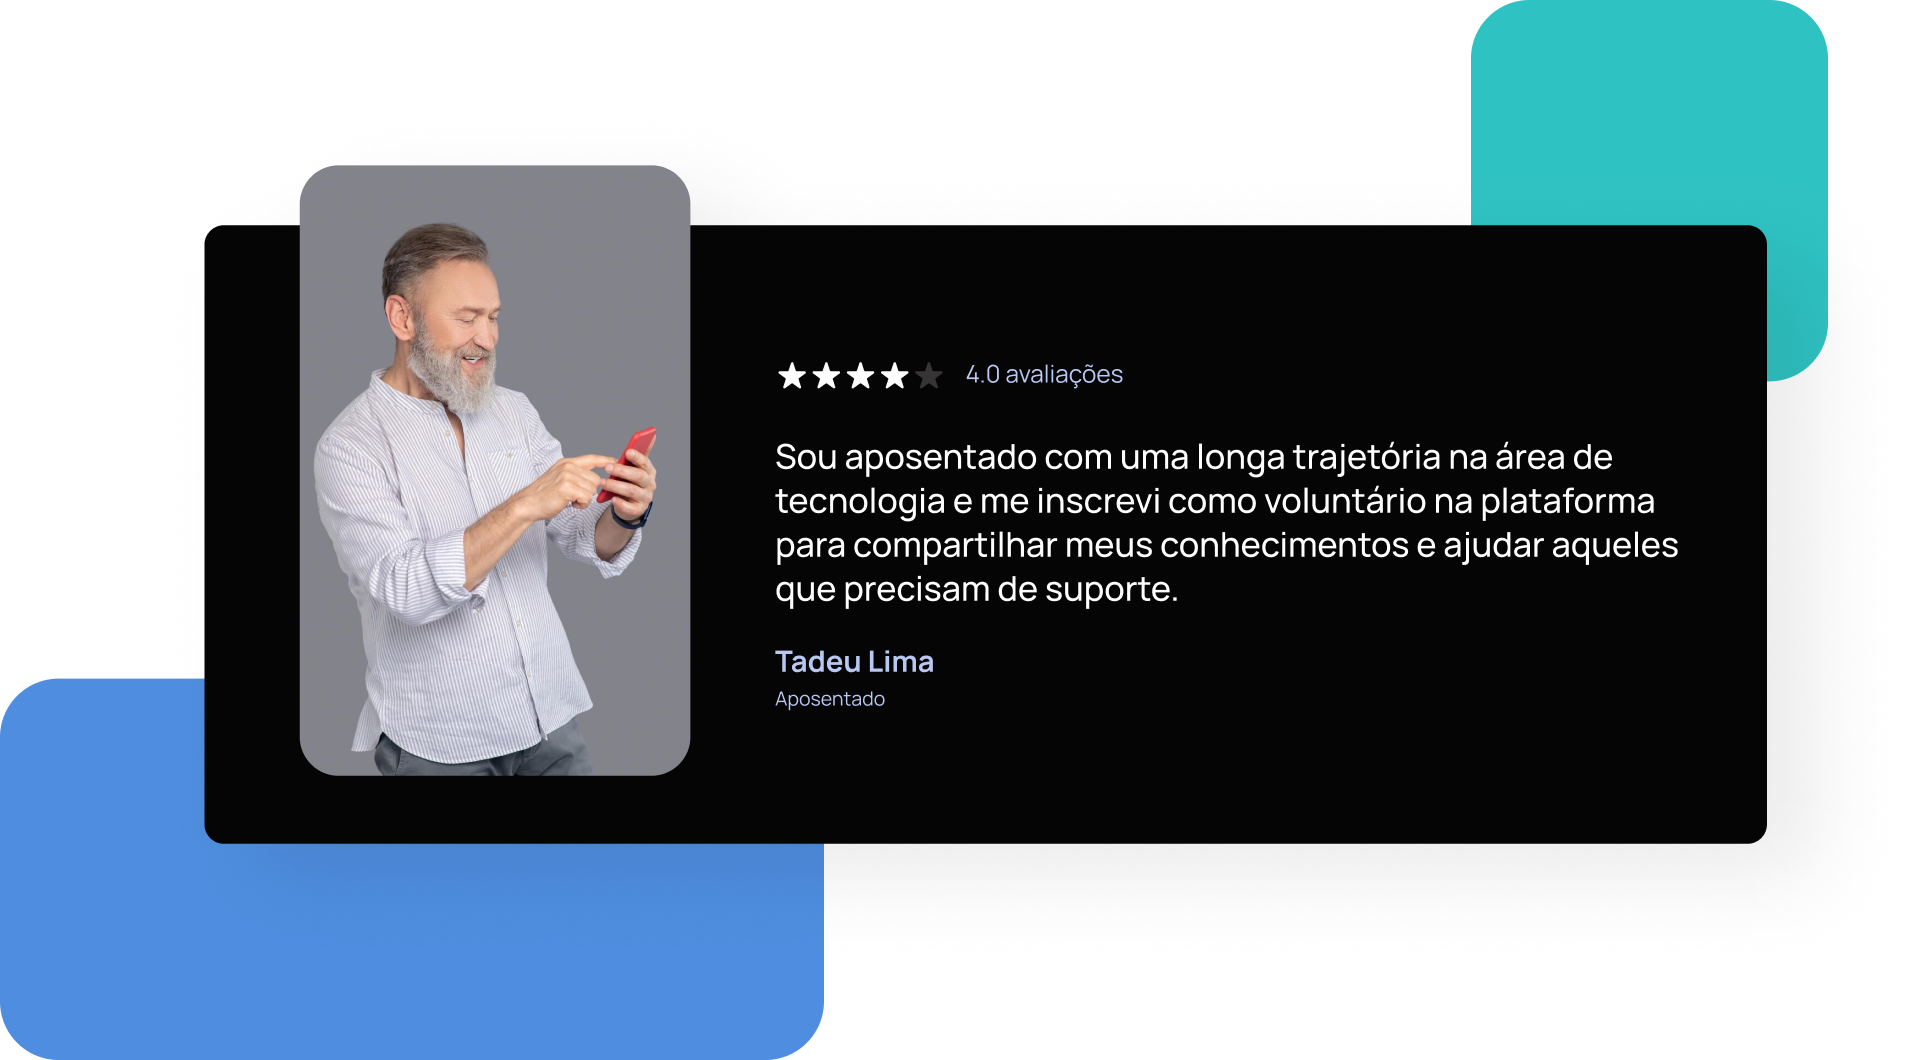 4.0 avaliações
Sou aposentado com uma longa trajetória na área de
tecnologia e me inscrevi como voluntário na plataforma
para compartilhar meus conhecimentos e ajudar aqueles
que precisam de suporte.
Tadeu Lima
Aposentado